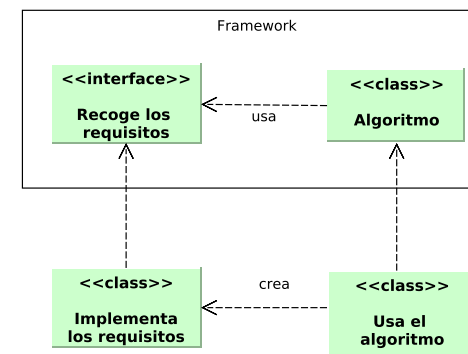 Framework
<<interface>>
Recoge los
requisitos
usa
<<class>>
Algoritmo
<<class>>
Implementa
los requisitos
crea
<<class>>
Usa el
algoritmo